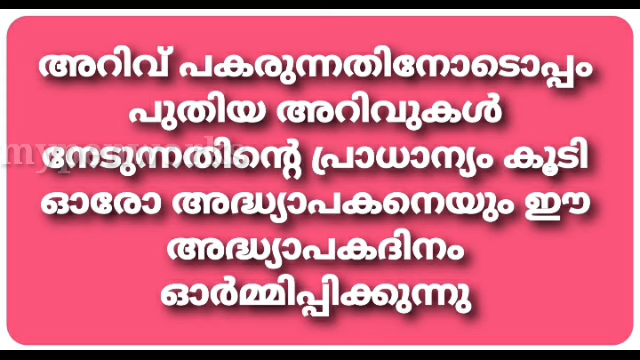 അറിവ് പകരുന്നതിനോടൊപ്പം
പുതിയ അറിവുകൾ
നേടുന്നതിന്റെ പ്രാധാന്യം കൂടി
ഓരോ അദ്ധ്യാപകനെയും ഈ
അദ്ധ്യാപകദിനം
ഓർമ്മിപ്പിക്കുന്നു